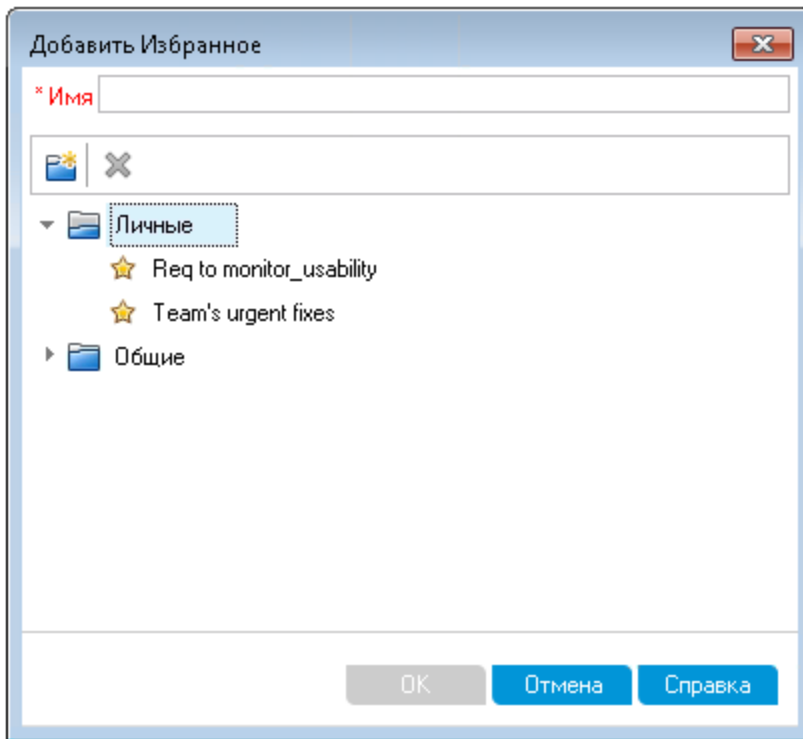 Добавить Избранное
* Имя
Личные
Req to monitor_usability
Team's urgent fixes
Общие
OK Отмена Справка